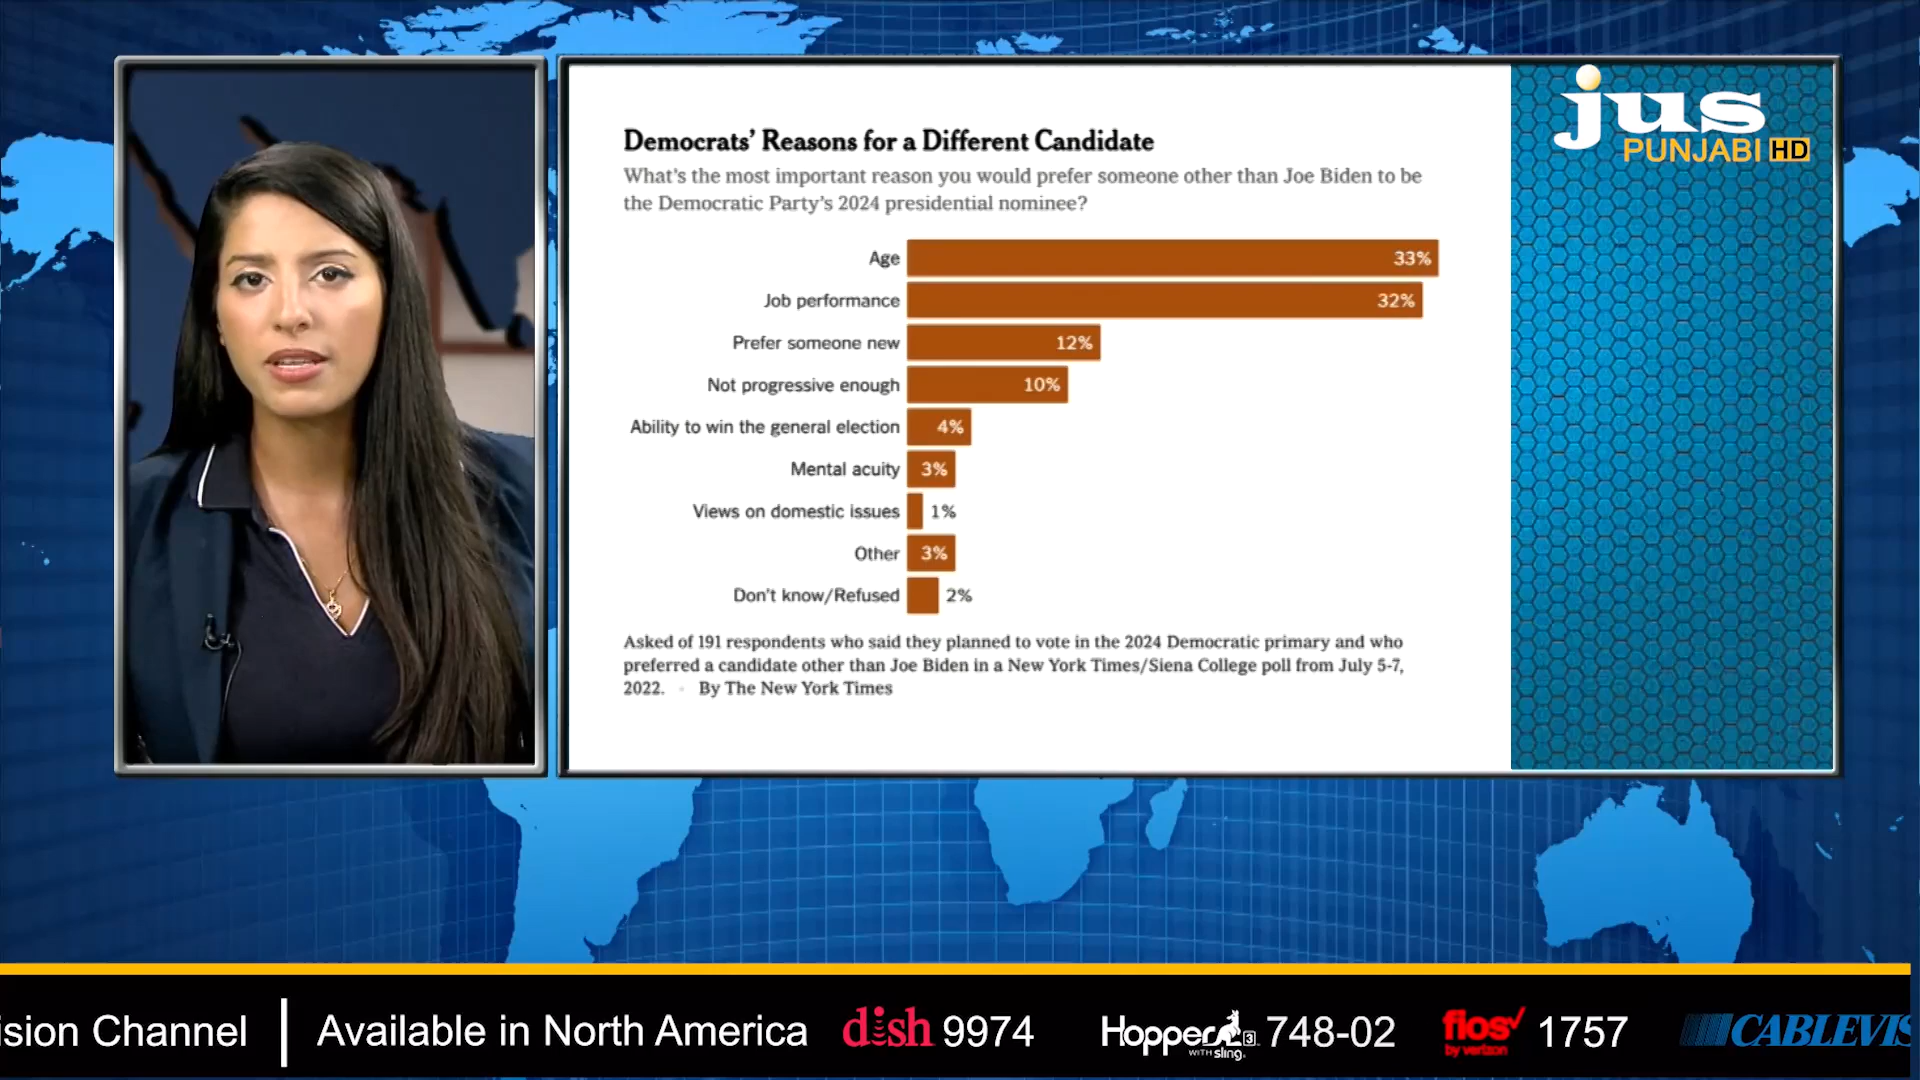 jus
PUNJABI HD
Democrats’ Reasons for a Different Candidate
What’s the most important reason you would prefer someone other than Joe Biden to be
the Democratic Party’s 2024 presidential nominee?
Age 33%
Job performance 32%
Prefer someone new 12%
Not progressive enough 10%
Ability to win the general election 4%
Mental acuity 3%
Views on domestic issues 1%
Other 3%
Don't know/Refused 2%
Asked of 191 respondents who said they planned to vote in the 2024 Democratic primary and who
preferred a candidate other than Joe Biden in a New York Times/Siena College poll from July 5-7,
2022. • By The New York Times
ision Channel | Available in North America dish 9974 Hopper 3 WITH sling. 748-02 fios by verizon 1757 CABLEVIS